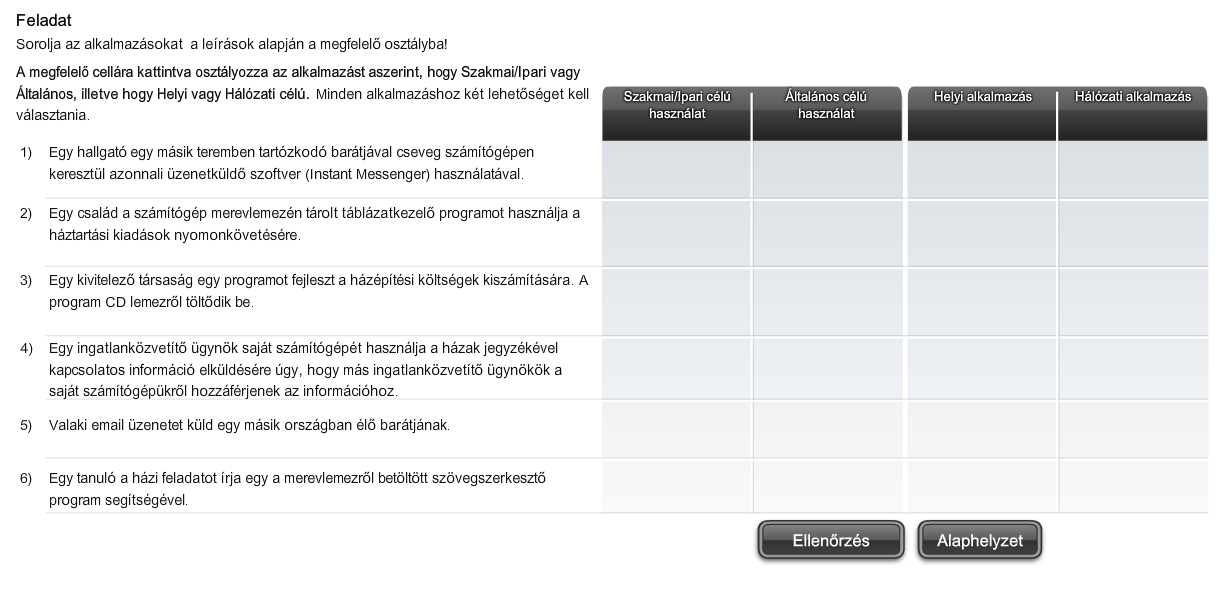 Feladat
Sorolja az alkalmazásokat a leírások alapján a megfelelő osztályba!
A megfelelő cellára kattintva osztályozza az alkalmazást aszerint, hogy Szakmai/Ipari vagy
Általános, illetve hogy Helyi vagy Hálózati célú. Minden alkalmazáshoz két lehetőséget kell
választania.
Szakmai/Ipari célú
használat
Általános célú
használat
Helyi alkalmazás
Hálózati alkalmazás
1) Egy hallgató egy másik teremben tartózkodó barátjával cseveg számítógépen
keresztül azonnali üzenetküldő szoftver (Instant Messenger) használatával.
2) Egy család a számítógép merevlemezén tárolt táblázatkezelő programot használja a
háztartási kiadások nyomonkövetésére.
3) Egy kivitelező társaság egy programot fejleszt a házépítési költségek kiszámítására. A
program CD lemezről töltődik be.
4) Egy ingatlanközvetítő ügynök saját számítógépét használja a házak jegyzékével
kapcsolatos információ elküldésére úgy, hogy más ingatlanközvetítő ügynökök a
saját számítógépükről hozzáférjenek az információhoz.
5) Valaki email üzenetet küld egy másik országban élő barátjának.
6) Egy tanuló a házi feladatot írja egy a merevlemezről betöltött szövegszerkesztő
program segítségével.
Ellenőrzés
Alaphelyzet